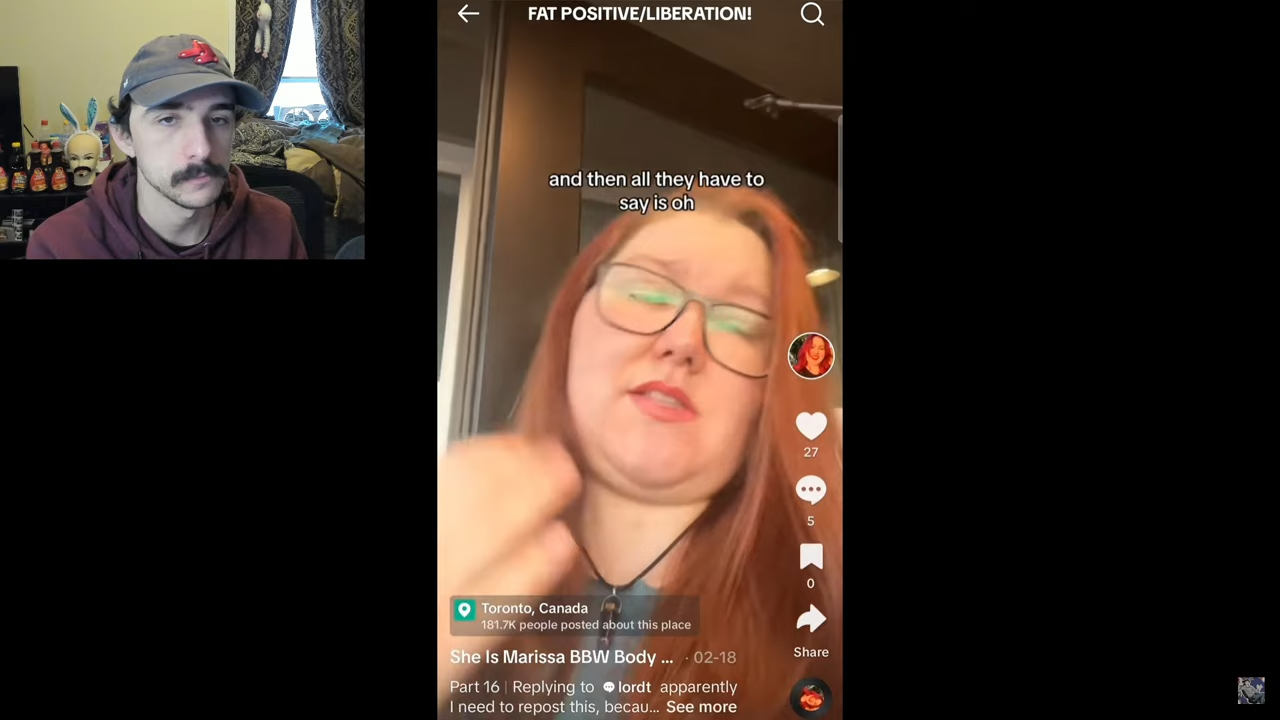 FAT POSITIVE/LIBERATION!
and then all they have to
say is oh
27
5
0
Toronto, Canada
181.7K people posted about this place
She Is Marissa BBW Body ... · 02-18
Share
Part 16 | Replying to lordt apparently
I need to repost this, becau... See more